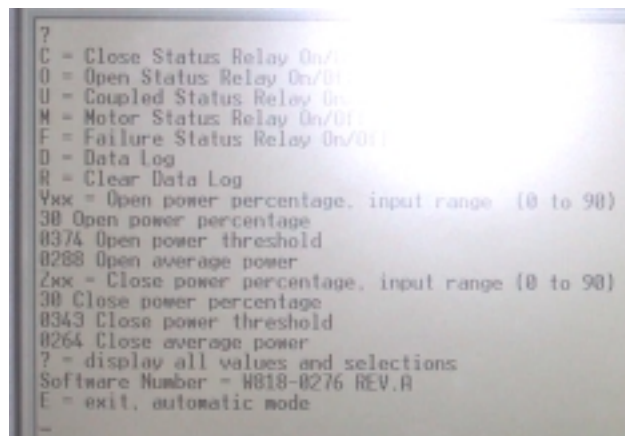 ?
C = Close Status Relay On/
O = Open Status Relay On/Off
U = Coupled Status Relay On
M = Motor Status Relay On/Off
F = Failure Status Relay On/Off
D = Data Log
R = Clear Data Log
Yxx = Open power percentage, input range (0 to 90)
30 Open power percentage
0374 Open power threshold
0288 Open average power
Zxx = Close power percentage, input range (0 to 90)
30 Close power percentage
0343 Close power threshold
0264 Close average power
? = display all values and selections
Software Number = W818-0276 REV.A
E = exit, automatic mode
_